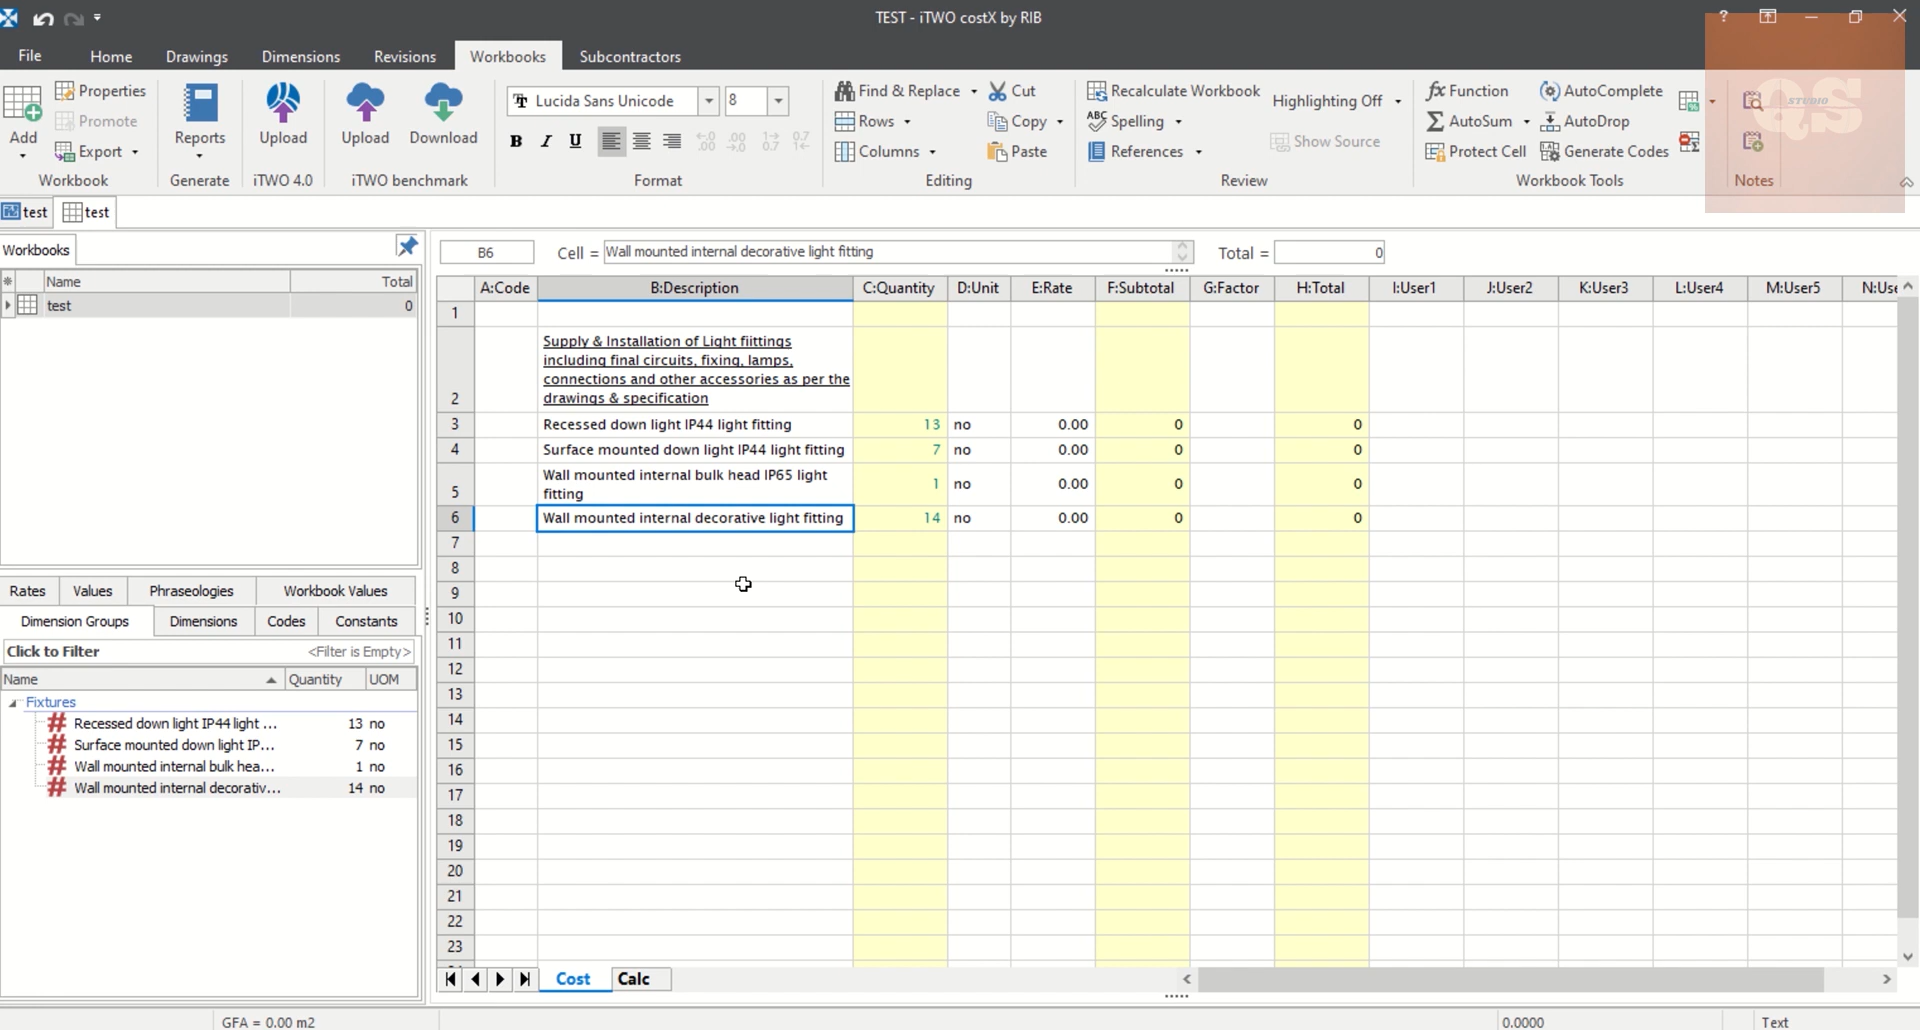 TEST - iTWO costX by RIB
?
File Home Drawings Dimensions Revisions Workbooks Subcontractors
Add
Properties
Promote
Export
Workbook
Reports
Generate
Upload
iTWO 4.0
Upload Download
iTWO benchmark
Lucida Sans Unicode 8
B I U
Format
Find & Replace
Rows
Columns
Cut
Copy
Paste
Editing
Recalculate Workbook
ABC Spelling
References
Highlighting Off
Show Source
Review
fx Function
Σ AutoSum
Protect Cell
AutoComplete
AutoDrop
Generate Codes
Workbook Tools
Notes
STUDIO
QS
test test
Workbooks
Name Total
test 0
B6 Cell = Wall mounted internal decorative light fitting Total = 0
A:Code B:Description C:Quantity D:Unit E:Rate F:Subtotal G:Factor H:Total I:User1 J:User2 K:User3 L:User4 M:User5 N:Use
1
2 Supply & Installation of Light fiittings
including final circuits, fixing, lamps,
connections and other accessories as per the
drawings & specification
3 Recessed down light IP44 light fitting 13 no 0.00 0 0
4 Surface mounted down light IP44 light fitting 7 no 0.00 0 0
5 Wall mounted internal bulk head IP65 light
fitting 1 no 0.00 0 0
6 Wall mounted internal decorative light fitting 14 no 0.00 0 0
7
8
9
10
11
12
13
14
15
16
17
18
19
20
21
22
23
Rates Values Phraseologies Workbook Values
Dimension Groups Dimensions Codes Constants
Click to Filter <Filter is Empty>
Name Quantity UOM
Fixtures
# Recessed down light IP44 light ... 13 no
# Surface mounted down light IP... 7 no
# Wall mounted internal bulk hea... 1 no
# Wall mounted internal decorativ... 14 no
Cost Calc
GFA = 0.00 m2 0.0000 Text